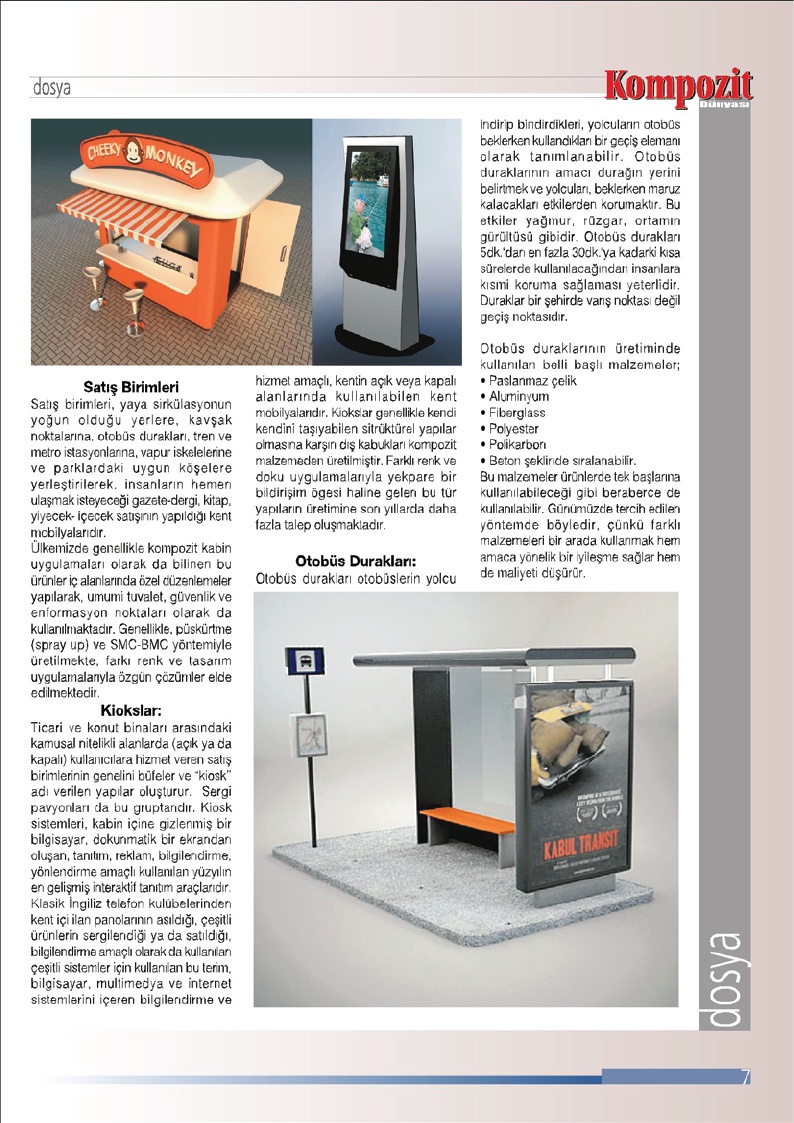 dosya
Kompozit
Dünyası
CHEEKY MONKEY
Satış Birimleri
Satış birimleri, yaya sirkülasyonun
yoğun olduğu yerlere, kavşak
noktalarına, otobüs durakları, tren ve
metro istasyonlarına, vapur iskelelerine
ve parklardaki uygun köşelere
yerleştirilerek, insanların hemen
ulaşmak isteyeceği gazete-dergi, kitap,
yiyecek- içecek satışının yapıldığı kent
mobilyalarıdır.
Ülkemizde genellikle kompozit kabin
uygulamaları olarak da bilinen bu
ürünler iç alanlarında özel düzenlemeler
yapılarak, umumi tuvalet, güvenlik ve
enformasyon noktaları olarak da
kullanılmaktadır. Genellikle, püskürtme
(spray up) ve SMC-BMC yöntemiyle
üretilmekte, farkı renk ve tasarım
uygulamalarıyla özgün çözümler elde
edilmektedir.
Kiokslar:
Ticari ve konut binaları arasındaki
kamusal nitelikli alanlarda (açık ya da
kapalı) kullanıcılara hizmet veren satış
birimlerinin genelini büfeler ve “kiosk”
adı verilen yapılar oluşturur. Sergi
pavyonları da bu gruptandır. Kiosk
sistemleri, kabin içine gizlenmiş bir
bilgisayar, dokunmatik bir ekrandan
oluşan, tanıtım, reklam, bilgilendirme,
yönlendirme amaçlı kullanılan yüzyılın
en gelişmiş interaktif tanıtım araçlarıdır.
Klasik İngiliz telefon kulübelerinden
kent içi ilan panolarının asıldığı, çeşitli
ürünlerin sergilendiği ya da satıldığı,
bilgilendirme amaçlı olarak da kullanılan
çeşitli sistemler için kullanılan bu terim,
bilgisayar, multimedya ve internet
sistemlerini içeren bilgilendirme ve
hizmet amaçlı, kentin açık veya kapalı
alanlarında kullanılabilen kent
mobilyalarıdır. Kiokslar genellikle kendi
kendini taşıyabilen sitrüktürel yapılar
olmasına karşın dış kabukları kompozit
malzemeden üretilmiştir. Farklı renk ve
doku uygulamalarıyla yekpare bir
bildirişim ögesi haline gelen bu tür
yapıların üretimine son yıllarda daha
fazla talep oluşmaktadır.
Otobüs Durakları:
Otobüs durakları otobüslerin yolcu
indirip bindirdikleri, yolcuların otobüs
beklerken kullandıkları bir geçiş elemanı
olarak tanımlanabilir. Otobüs
duraklarının amacı durağın yerini
belirtmek ve yolcuları, beklerken maruz
kalacakları etkilerden korumaktır. Bu
etkiler yağmur, rüzgar, ortamın
gürültüsü gibidir. Otobüs durakları
5dk.'dan en fazla 30dk.'ya kadarki kısa
sürelerde kullanılacağından insanlara
kısmi koruma sağlaması yeterlidir.
Duraklar bir şehirde varış noktası değil
geçiş noktasıdır.
Otobüs duraklarının üretiminde
kullanılan belli başlı malzemeler;
• Paslanmaz çelik
• Aluminyum
• Fiberglass
• Polyester
• Polikarbon
• Beton şeklinde sıralanabilir.
Bu malzemeler ürünlerde tek başlarına
kullanılabileceği gibi beraberce de
kullanılabilir. Günümüzde tercih edilen
yöntemde böyledir, çünkü farklı
malzemeleri bir arada kullanmak hem
amaca yönelik bir iyileşme sağlar hem
de maliyeti düşürür.
KABUL TRANSIT
dosya
7